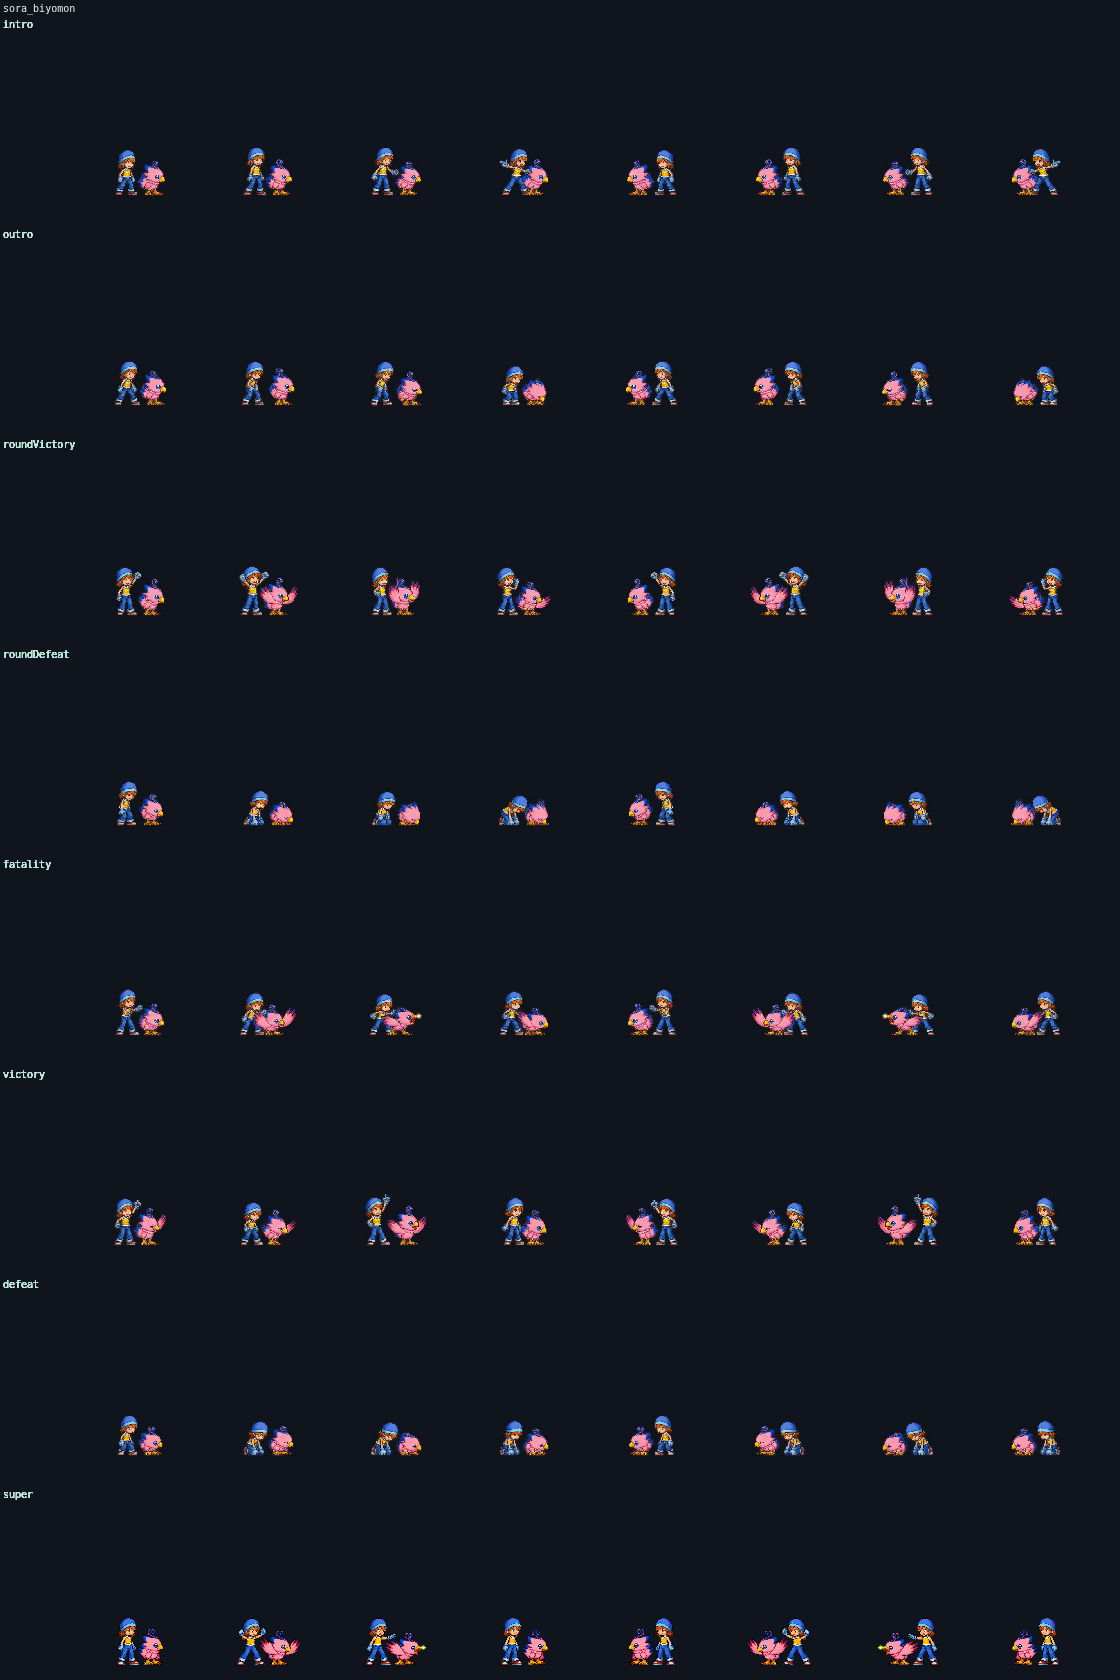 sora_biyomon
intro
outro
roundVictory
roundDefeat
fatality
victory
defeat
super